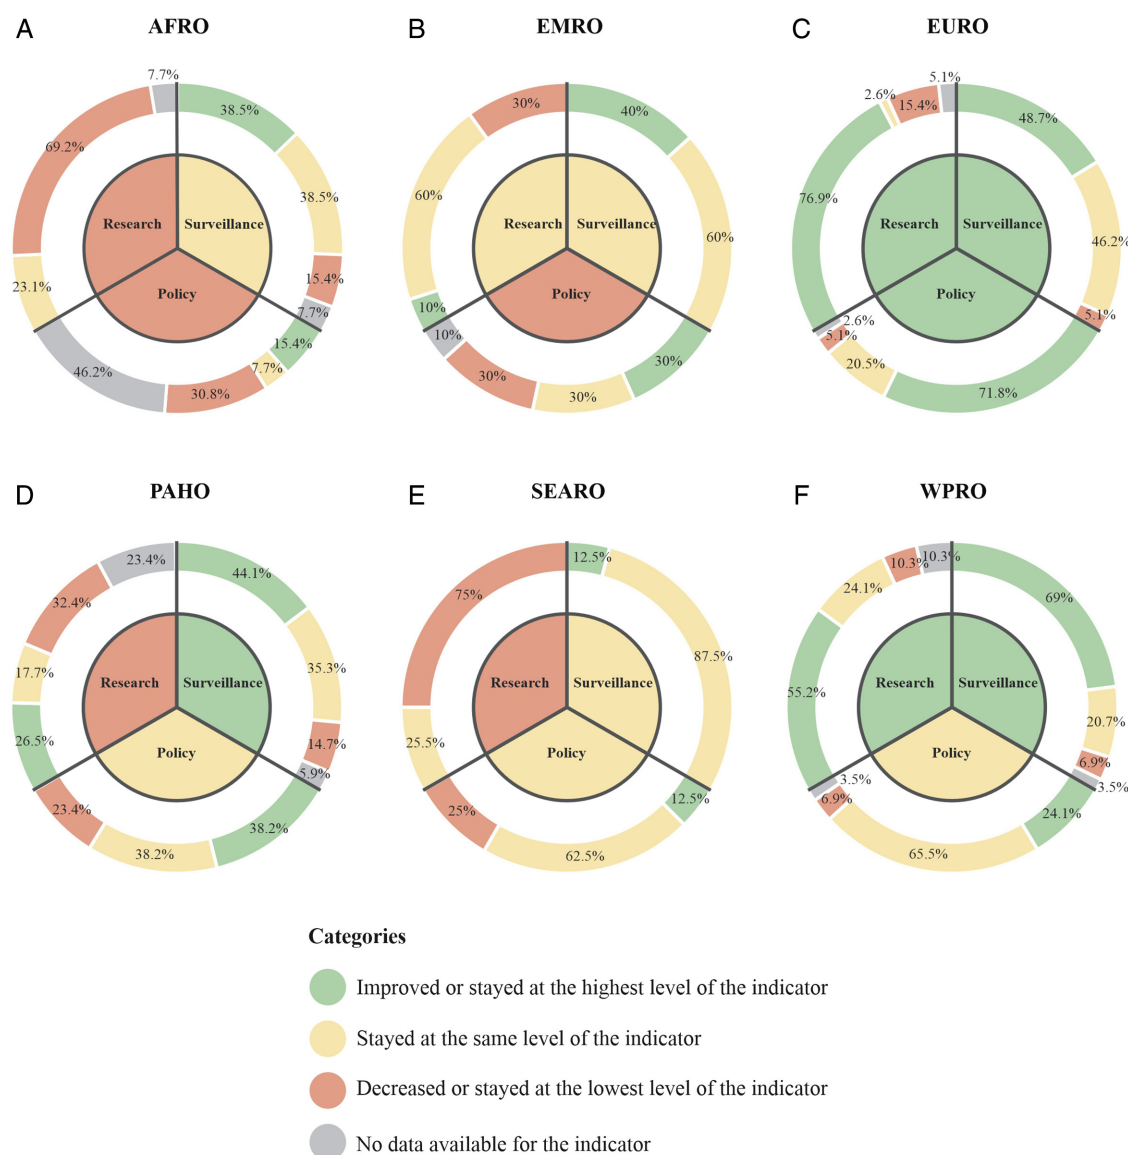 A
AFRO
7.7%
38.5%
69.2%
38.5%
Research
Surveillance
Policy
15.4%
23.1%
7.7%
15.4%
7.7%
46.2%
30.8%
B
EMRO
30%
40%
60%
60%
Research
Surveillance
Policy
10%
10%
30%
30%
30%
C
EURO
5.1%
2.6%
15.4%
48.7%
76.9%
46.2%
Research
Surveillance
Policy
5.1%
2.6%
5.1%
20.5%
71.8%
D
PAHO
23.4%
44.1%
32.4%
35.3%
17.7%
Research
Surveillance
Policy
26.5%
14.7%
5.9%
23.4%
38.2%
38.2%
E
SEARO
12.5%
75%
87.5%
Research
Surveillance
Policy
25.5%
12.5%
25%
62.5%
F
WPRO
10.3%
10.3%
24.1%
69%
55.2%
Research
Surveillance
Policy
20.7%
6.9%
3.5%
3.5%
6.9%
24.1%
65.5%
Categories
Improved or stayed at the highest level of the indicator
Stayed at the same level of the indicator
Decreased or stayed at the lowest level of the indicator
No data available for the indicator